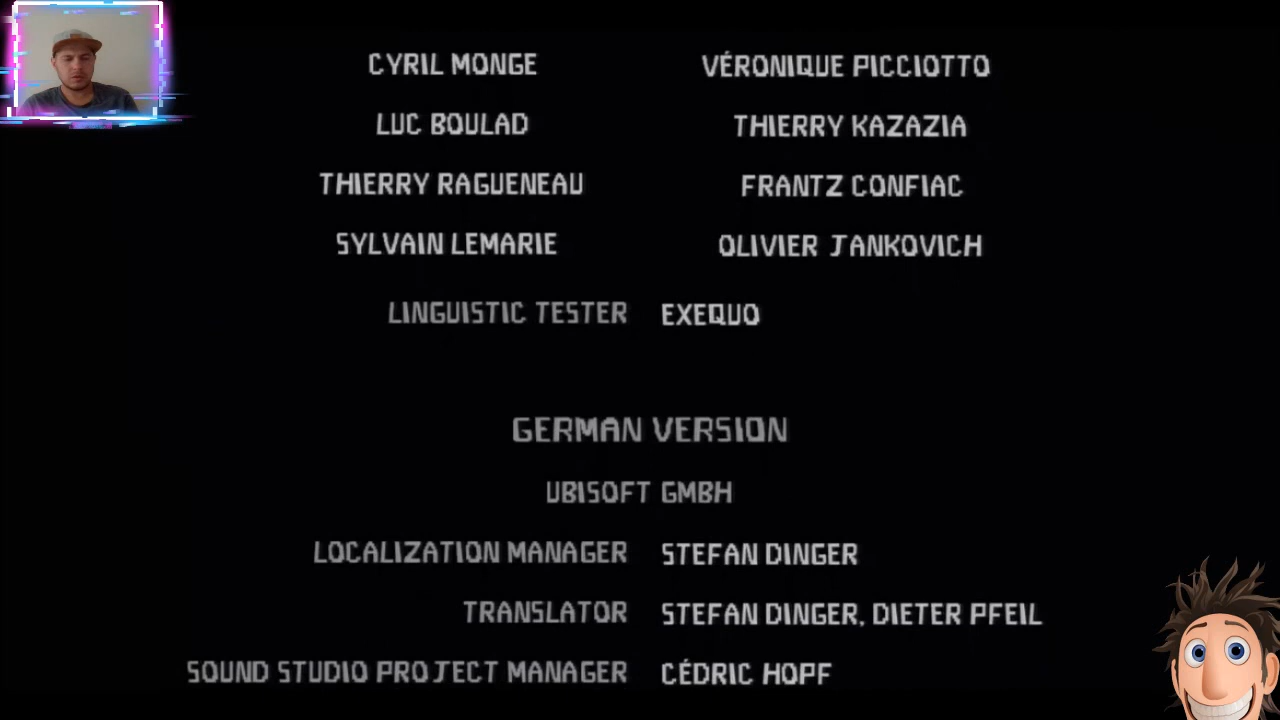 CYRIL MONGE VÉRONIQUE PICCIOTTO
LUC BOULAD THIERRY KAZAZIA
THIERRY RAGUENEAU FRANTZ CONFIAC
SYLVAIN LEMARIE OLIVIER JANKOVICH
LINGUISTIC TESTER EXEQUO
GERMAN VERSION
UBISOFT GMBH
LOCALIZATION MANAGER STEFAN DINGER
TRANSLATOR STEFAN DINGER, DIETER PFEIL
SOUND STUDIO PROJECT MANAGER CÉDRIC HOPF